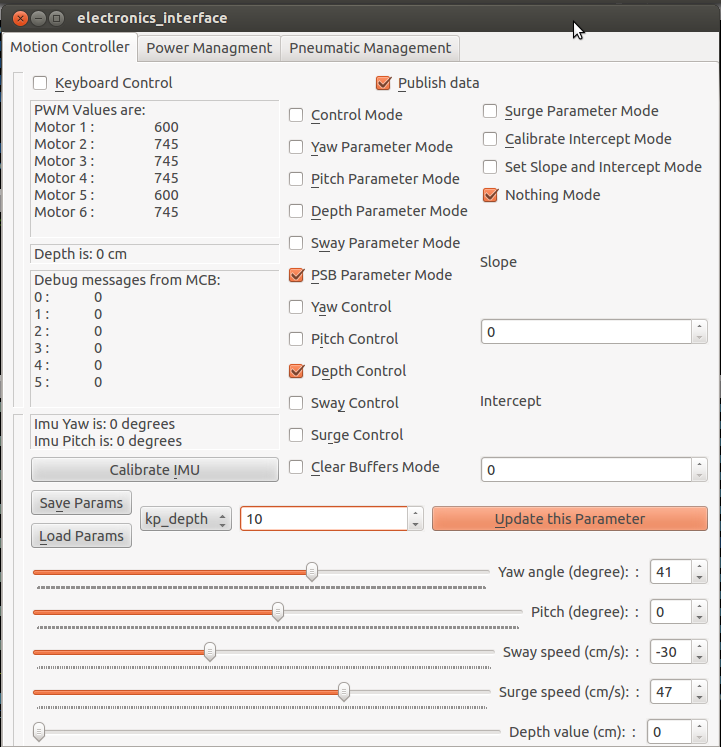 electronics_interface
Motion Controller
Power Managment
Pneumatic Management
Keyboard Control
Publish data
PWM Values are:
Motor 1 : 600
Motor 2 : 745
Motor 3 : 745
Motor 4 : 745
Motor 5 : 600
Motor 6 : 745
Depth is: 0 cm
Debug messages from MCB:
0 : 0
1 : 0
2 : 0
3 : 0
4 : 0
5 : 0
Imu Yaw is: 0 degrees
Imu Pitch is: 0 degrees
Calibrate IMU
Control Mode
Yaw Parameter Mode
Pitch Parameter Mode
Depth Parameter Mode
Sway Parameter Mode
PSB Parameter Mode
Yaw Control
Pitch Control
Depth Control
Sway Control
Surge Control
Clear Buffers Mode
Surge Parameter Mode
Calibrate Intercept Mode
Set Slope and Intercept Mode
Nothing Mode
Slope
0
Intercept
0
Save Params
Load Params
kp_depth
10
Update this Parameter
Yaw angle (degree): : 41
Pitch (degree): : 0
Sway speed (cm/s): : -30
Surge speed (cm/s): : 47
Depth value (cm): : 0